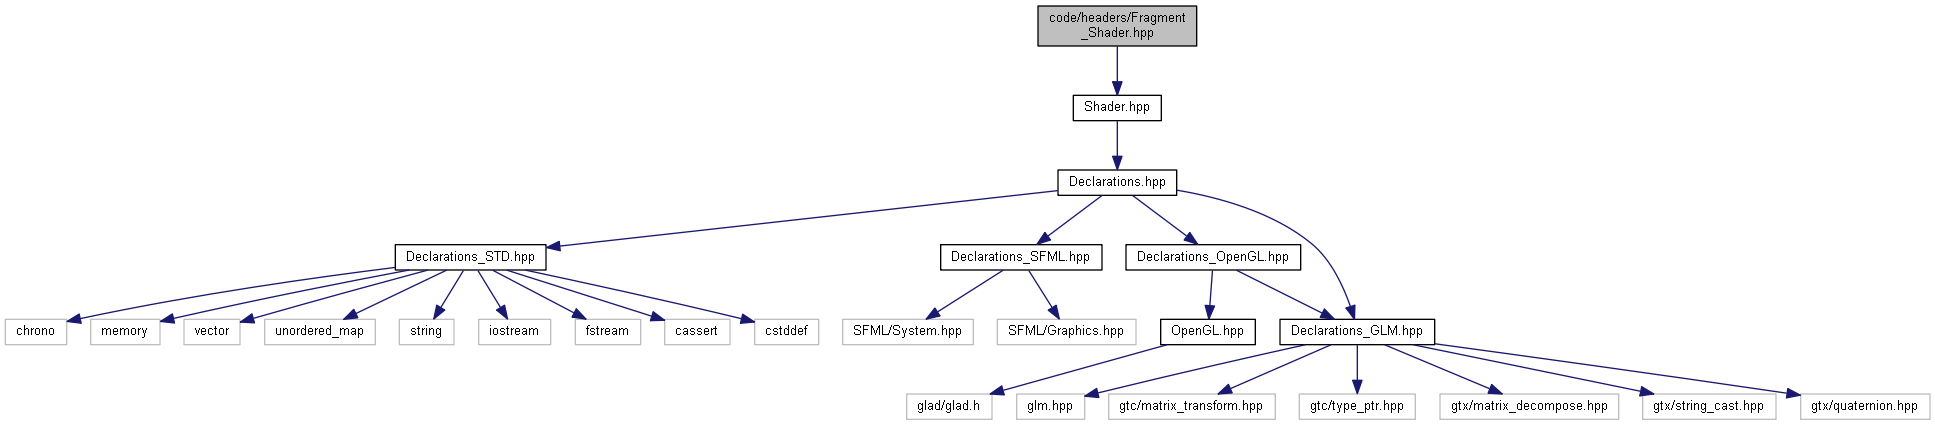 code/headers/Fragment
_Shader.hpp
Shader.hpp
Declarations.hpp
Declarations_STD.hpp
Declarations_SFML.hpp
Declarations_OpenGL.hpp
chrono
memory
vector
unordered_map
string
iostream
fstream
cassert
cstddef
SFML/System.hpp
SFML/Graphics.hpp
OpenGL.hpp
Declarations_GLM.hpp
glad/glad.h
glm.hpp
gtc/matrix_transform.hpp
gtc/type_ptr.hpp
gtx/matrix_decompose.hpp
gtx/string_cast.hpp
gtx/quaternion.hpp